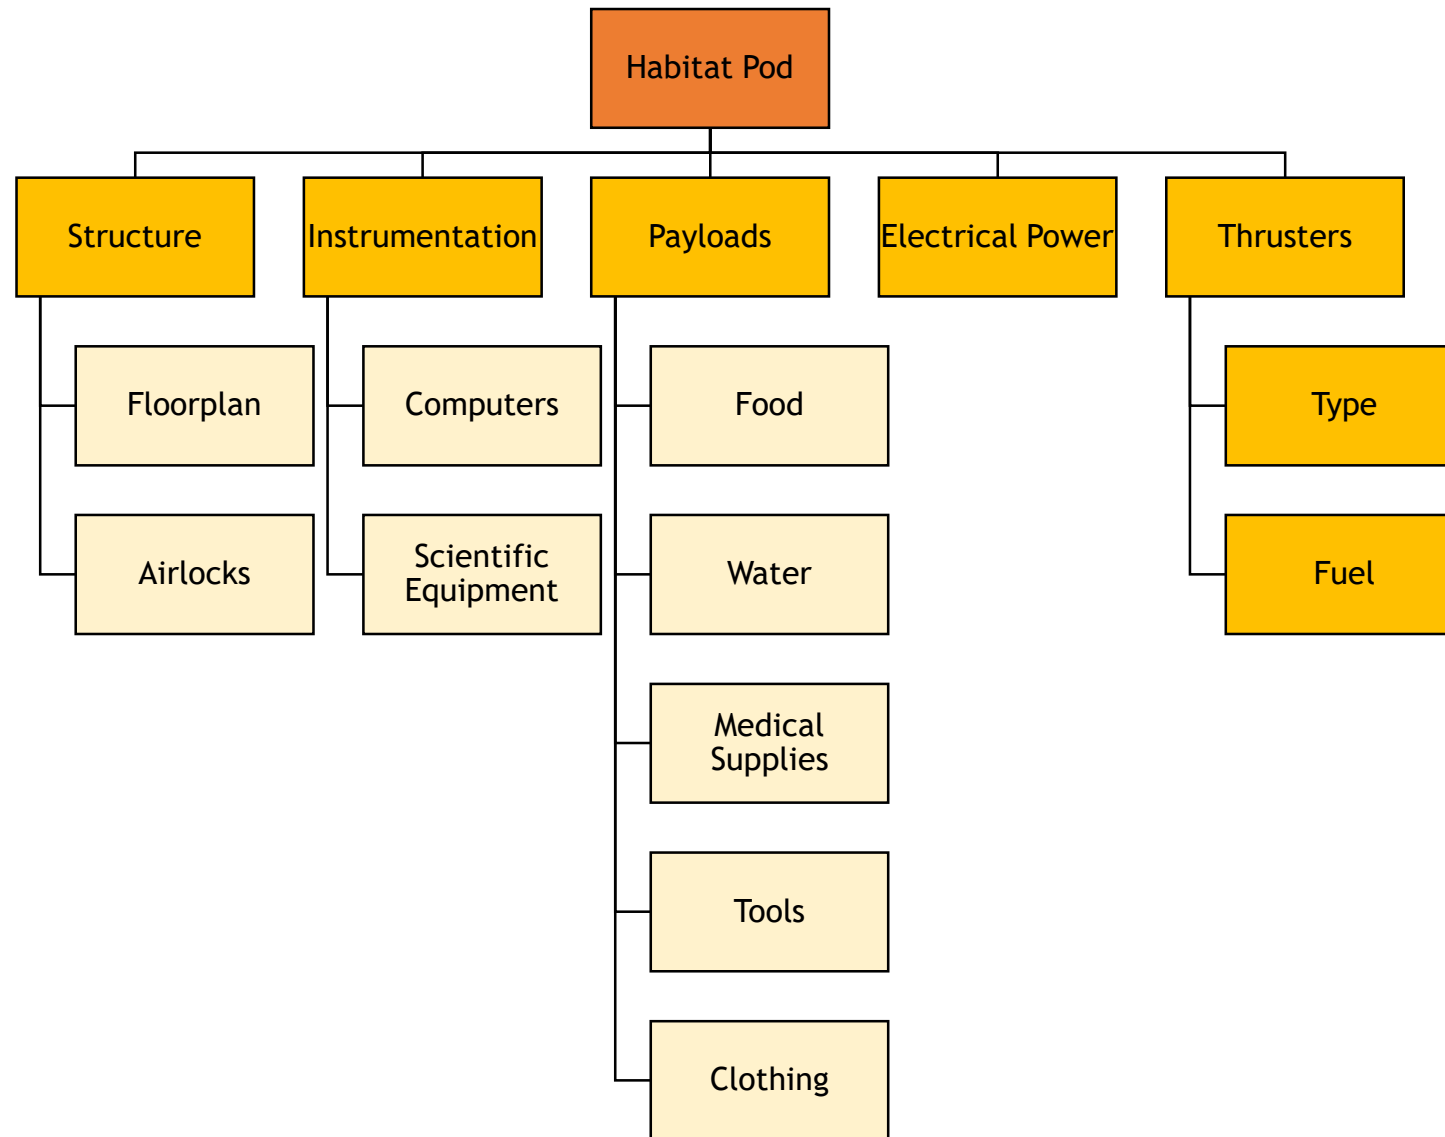 Habitat Pod
Structure
Instrumentation
Payloads
Electrical Power
Thrusters
Floorplan
Airlocks
Computers
Scientific
Equipment
Food
Water
Medical
Supplies
Tools
Clothing
Type
Fuel